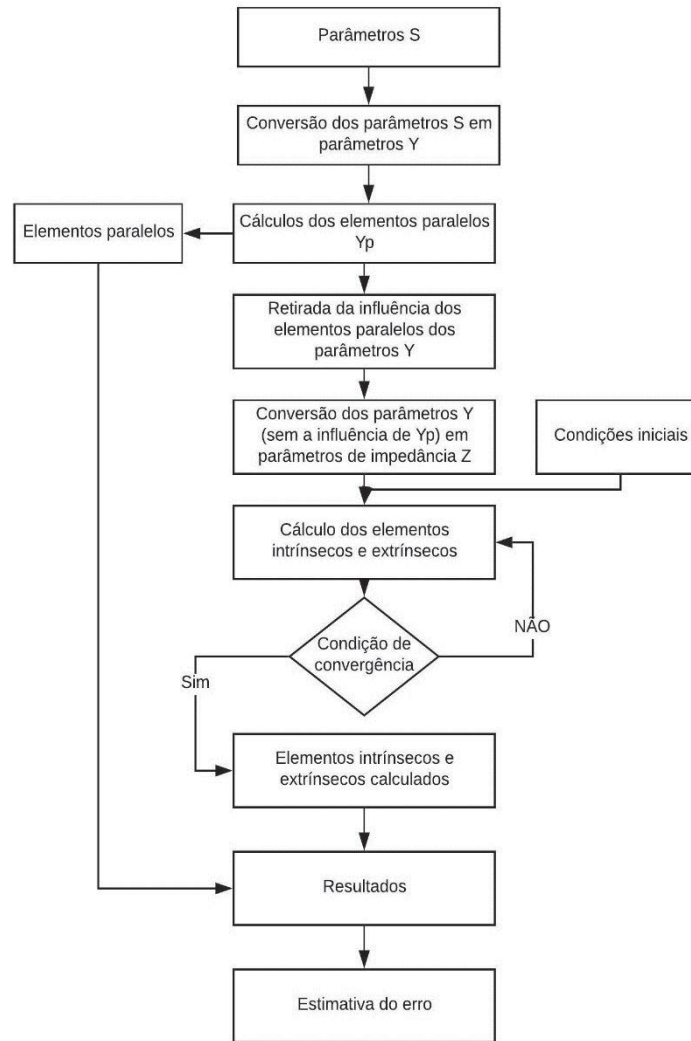 Parâmetros S
Conversão dos parâmetros S em
parâmetros Y
Elementos paralelos
Cálculos dos elementos paralelos
Yp
Retirada da influência dos
elementos paralelos dos
parâmetros Y
Conversão dos parâmetros Y
(sem a influência de Yp) em
parâmetros de impedância Z
Condições iniciais
Cálculo dos elementos
intrínsecos e extrínsecos
NÃO
Condição de
convergência
Sim
Elementos intrínsecos e
extrínsecos calculados
Resultados
Estimativa do erro